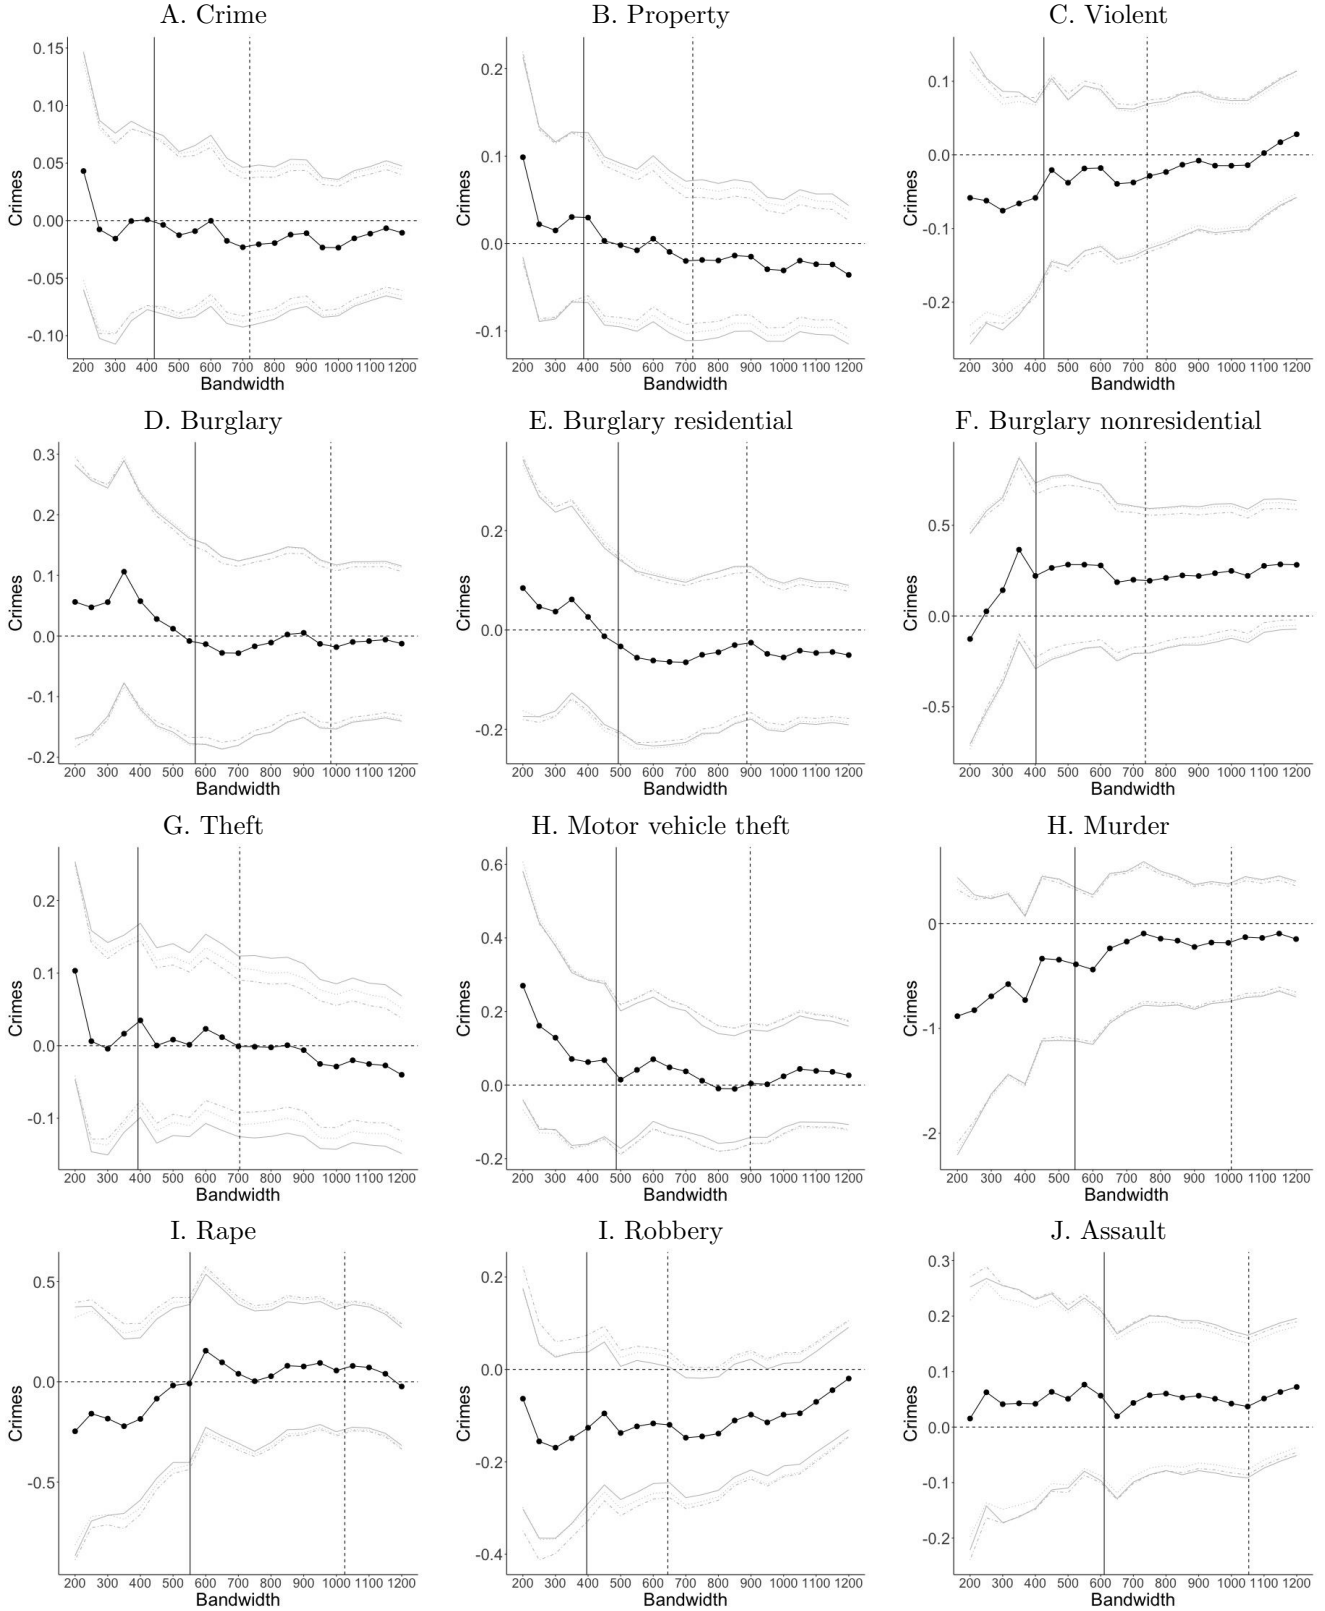 A. Crime
B. Property
C. Violent
0.15
0.10
0.05
0.00
-0.05
-0.10
Crimes
200 300 400 500 600 700 800 900 1000 1100 1200
Bandwidth
0.2
0.1
0.0
-0.1
Crimes
200 300 400 500 600 700 800 900 1000 1100 1200
Bandwidth
0.1
0.0
-0.1
-0.2
Crimes
200 300 400 500 600 700 800 900 1000 1100 1200
Bandwidth
D. Burglary
E. Burglary residential
F. Burglary nonresidential
0.3
0.2
0.1
0.0
-0.1
-0.2
Crimes
200 300 400 500 600 700 800 900 1000 1100 1200
Bandwidth
0.2
0.0
-0.2
Crimes
200 300 400 500 600 700 800 900 1000 1100 1200
Bandwidth
0.5
0.0
-0.5
Crimes
200 300 400 500 600 700 800 900 1000 1100 1200
Bandwidth
G. Theft
H. Motor vehicle theft
H. Murder
0.2
0.1
0.0
-0.1
Crimes
200 300 400 500 600 700 800 900 1000 1100 1200
Bandwidth
0.6
0.4
0.2
0.0
-0.2
Crimes
200 300 400 500 600 700 800 900 1000 1100 1200
Bandwidth
0
-1
-2
Crimes
200 300 400 500 600 700 800 900 1000 1100 1200
Bandwidth
I. Rape
I. Robbery
J. Assault
0.5
0.0
-0.5
Crimes
200 300 400 500 600 700 800 900 1000 1100 1200
Bandwidth
0.2
0.0
-0.2
-0.4
Crimes
200 300 400 500 600 700 800 900 1000 1100 1200
Bandwidth
0.3
0.2
0.1
0.0
-0.1
-0.2
Crimes
200 300 400 500 600 700 800 900 1000 1100 1200
Bandwidth